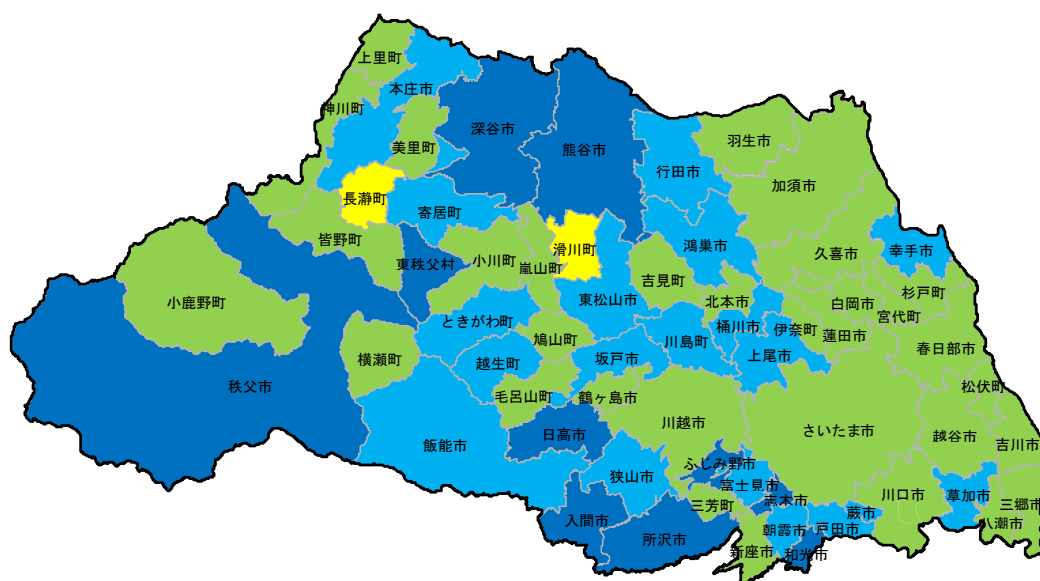 上里町
本庄市
神川町
美里町
深谷市
熊谷市
羽生市
行田市
加須市
長瀞町
寄居町
皆野町
東秩父村
小川町
嵐山町
滑川町
吉見町
鴻巣市
久喜市
幸手市
小鹿野町
東松山市
北本市
白岡市
杉戸町
宮代町
ときがわ町
鳩山町
川島町
桶川市
伊奈町
蓮田市
春日部市
横瀬町
越生町
坂戸市
上尾市
秩父市
毛呂山町
鶴ヶ島市
松伏町
川越市
さいたま市
越谷市
吉川市
飯能市
日高市
ふじみ野市
狭山市
富士見市
志木市
三芳町
川口市
草加市
三郷市
入間市
所沢市
朝霞市
戸田市
蕨市
八潮市
新座市
和光市